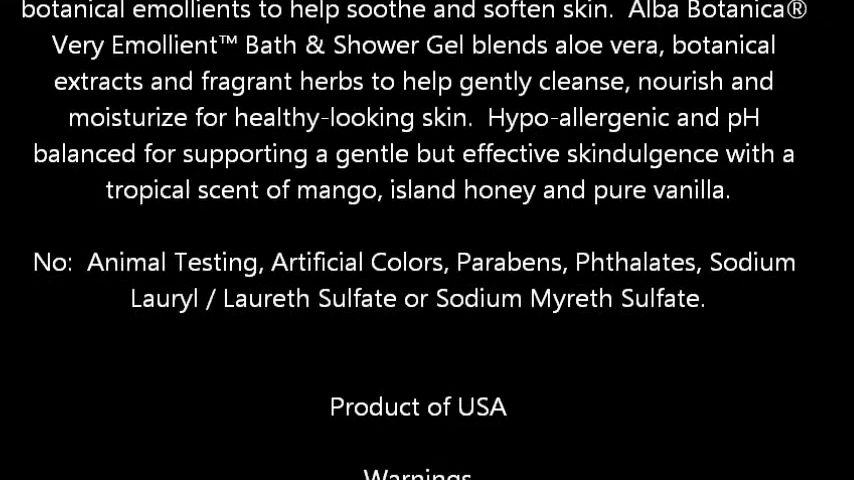 botanical emollients to help soothe and soften skin.  Alba Botanica®
Very Emollient™ Bath & Shower Gel blends aloe vera, botanical
extracts and fragrant herbs to help gently cleanse, nourish and
moisturize for healthy-looking skin.  Hypo-allergenic and pH
balanced for supporting a gentle but effective skindulgence with a
tropical scent of mango, island honey and pure vanilla.
No:  Animal Testing, Artificial Colors, Parabens, Phthalates, Sodium
Lauryl / Laureth Sulfate or Sodium Myreth Sulfate.
Product of USA
Warnings